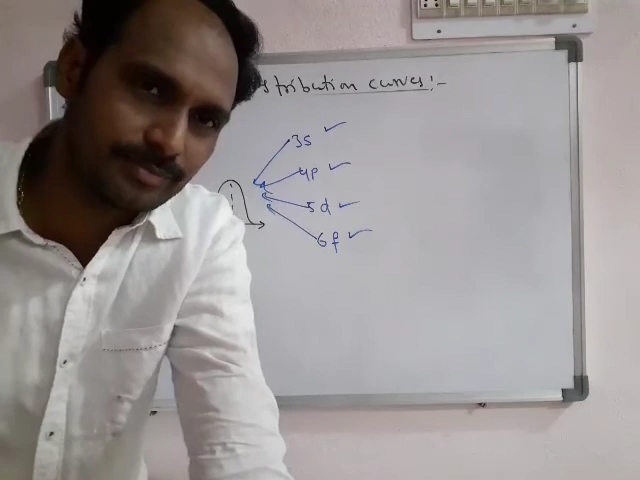 stribution curves:-
3s ✓
4p ✓
5d ✓
6f ✓